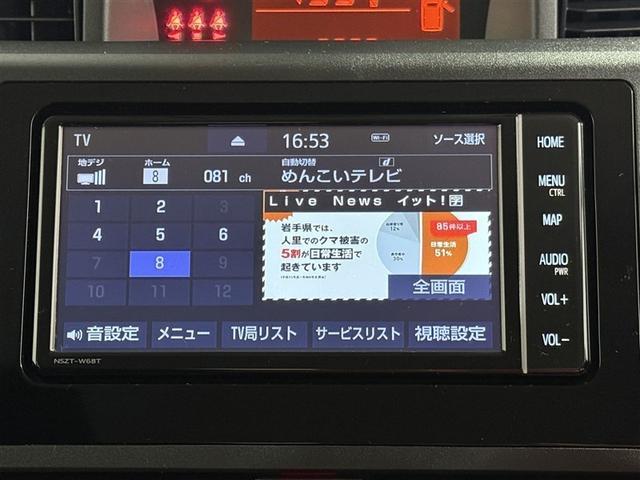 TV 16:53 Wi-Fi ソース選択
地デジ ホーム 自動切替 d
8 081 ch めんこいテレビ
1 2 3
4 5 6
7 8 9
10 11 12
Live News イット!字
岩手県では、
人里でのクマ被害の
5割が日常生活で
起きています
12%
30%
85件以上
日常生活
51%
全画面
音設定 メニュー TV局リスト サービスリスト 視聴設定
NSZT-W68T
HOME
MENU
CTRL
MAP
AUDIO
PWR
VOL+
VOL-